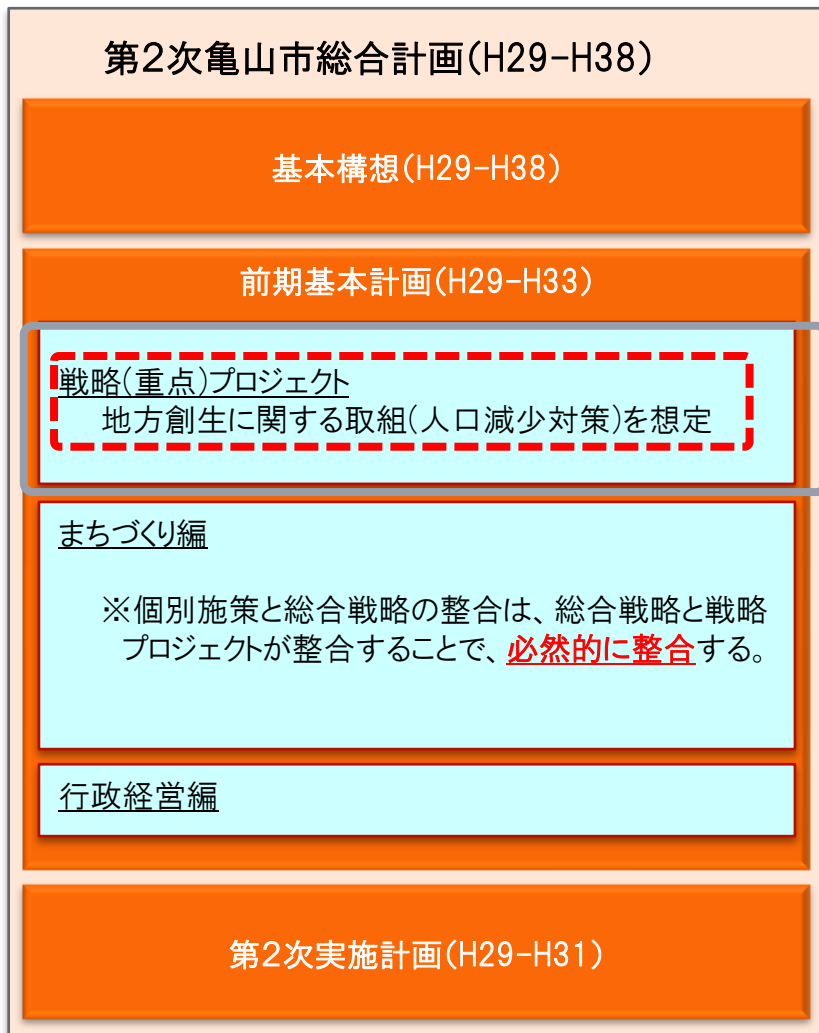 第2次亀山市総合計画(H29-H38)
基本構想(H29-H38)
前期基本計画(H29-H33)
戦略(重点)プロジェクト
地方創生に関する取組(人口減少対策)を想定
まちづくり編
※個別施策と総合戦略の整合は、総合戦略と戦略
プロジェクトが整合することで、必然的に整合する。
行政経営編
第2次実施計画(H29-H31)